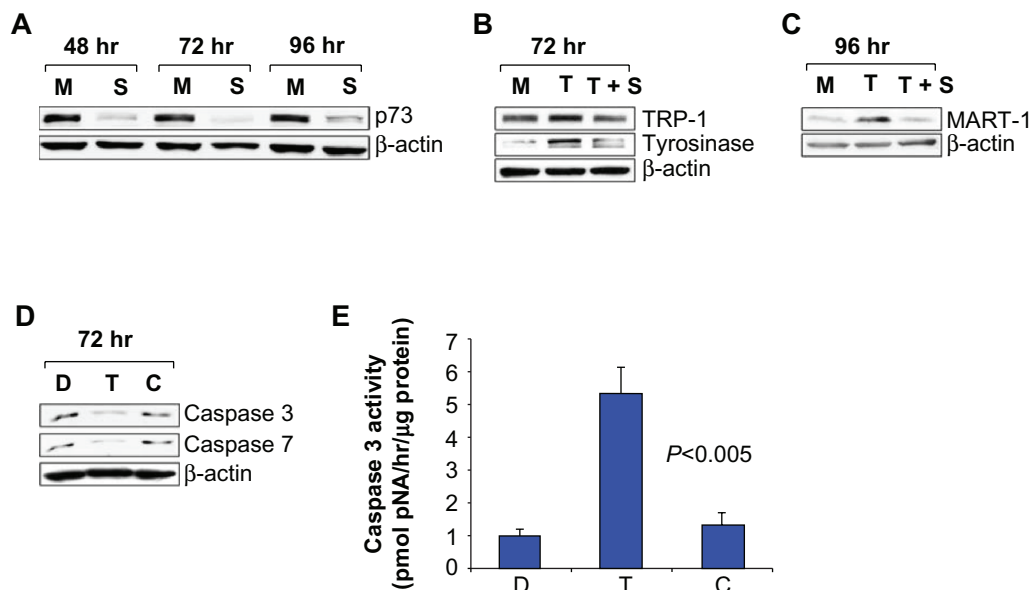 A
48 hr 72 hr 96 hr
M S M S M S
p73
β-actin
B
72 hr
M T T + S
TRP-1
Tyrosinase
β-actin
C
96 hr
M T T + S
MART-1
β-actin
D
72 hr
D T C
Caspase 3
Caspase 7
β-actin
E
Caspase 3 activity
(pmol pNA/hr/μg protein)
7
6
5
4
3
2
1
0
P<0.005
D T C